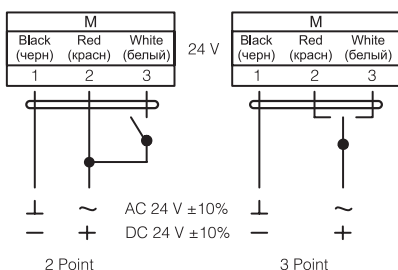 M M
Black Red White 24 V Black Red White
(черн) (красн) (белый) (черн) (красн) (белый)
1 2 3 1 2 3
⊥ ~ AC 24 V ±10% ⊥ ~
− + DC 24 V ±10% − +
2 Point 3 Point